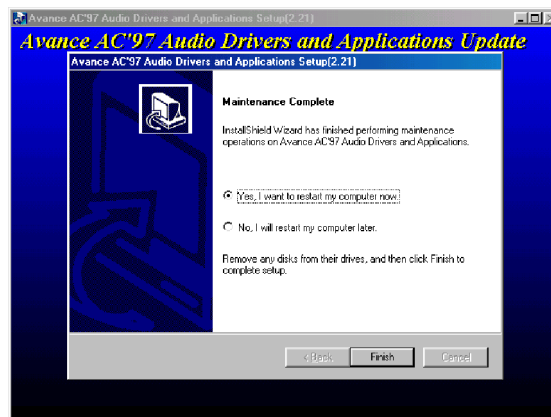 Avance AC'97 Audio Drivers and Applications Setup(2.21)
Avance AC'97 Audio Drivers and Applications Update
Avance AC'97 Audio Drivers and Applications Setup(2.21)
Maintenance Complete
InstallShield Wizard has finished performing maintenance
operations on Avance AC'97 Audio Drivers and Applications.
Yes, I want to restart my computer now.
No, I will restart my computer later.
Remove any disks from their drives, and then click Finish to
complete setup.
< Back Finish Cancel